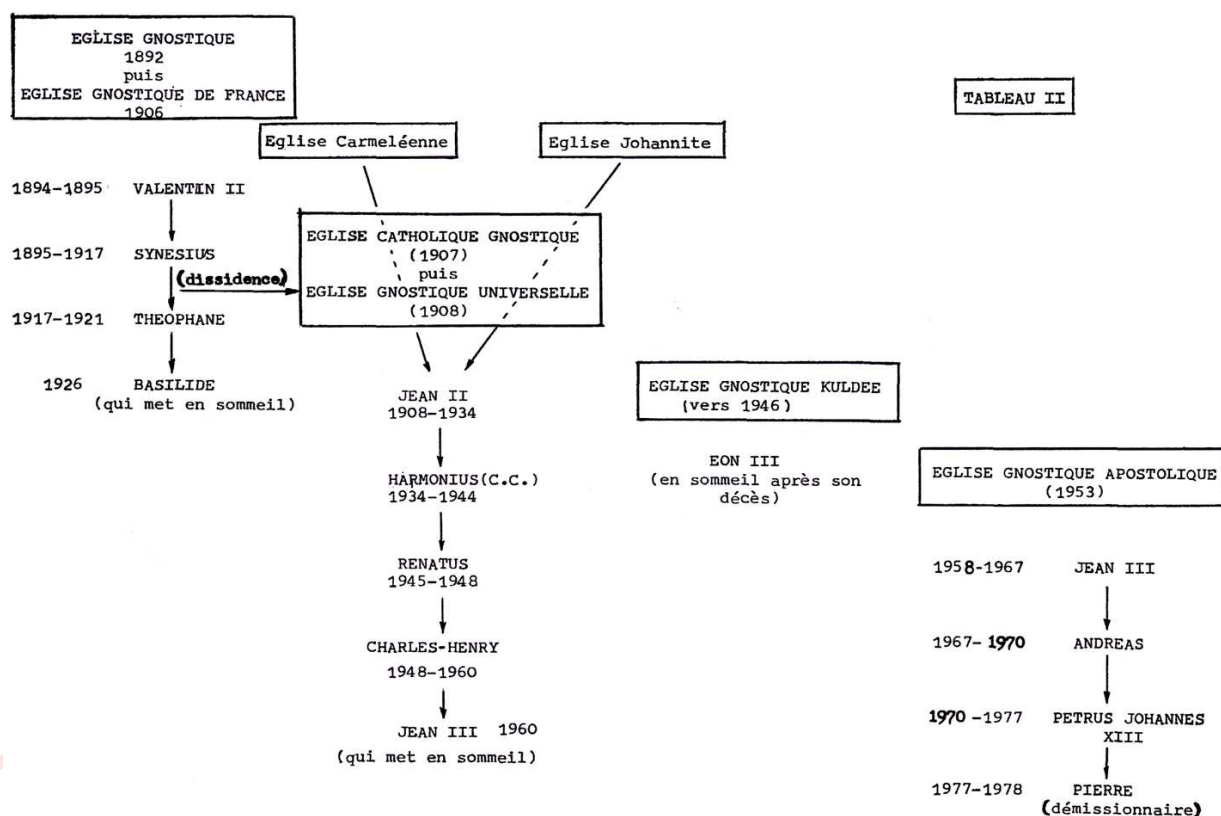 EGLISE GNOSTIQUE
1892
puis
EGLISE GNOSTIQUE DE FRANCE
1906
TABLEAU II
Eglise Carmeléenne
Eglise Johannite
1894-1895 VALENTIN II
1895-1917 SYNESIUS
(dissidence)
1917-1921 THEOPHANE
1926 BASILIDE
(qui met en sommeil)
EGLISE CATHOLIQUE GNOSTIQUE
(1907)
puis
EGLISE GNOSTIQUE UNIVERSELLE
(1908)
JEAN II
1908-1934
HARMONIUS(C.C.)
1934-1944
RENATUS
1945-1948
CHARLES-HENRY
1948-1960
JEAN III 1960
(qui met en sommeil)
EGLISE GNOSTIQUE KULDEE
(vers 1946)
EON III
(en sommeil après son
décès)
EGLISE GNOSTIQUE APOSTOLIQUE
(1953)
1958-1967 JEAN III
1967-1970 ANDREAS
1970-1977 PETRUS JOHANNES
XIII
1977-1978 PIERRE
(démissionnaire)